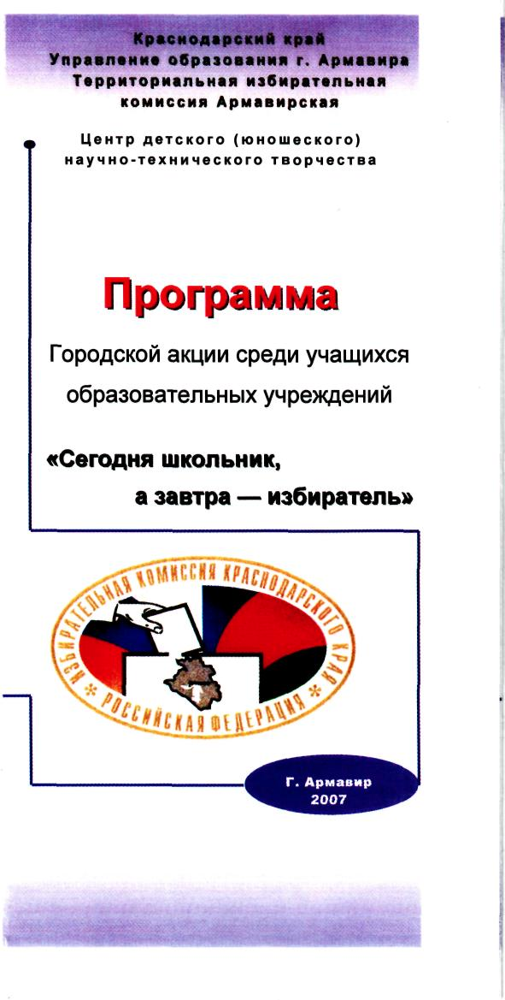 Краснодарский край
Управление образования г. Армавира
Территориальная избирательная
комиссия Армавирская
Центр детского (юношеского)
научно-технического творчества
Программа
Городской акции среди учащихся
образовательных учреждений
«Сегодня школьник,
а завтра — избиратель»
ИЗБИРАТЕЛЬНАЯ КОМИССИЯ КРАСНОДАРСКОГО КРАЯ
РОССИЙСКАЯ ФЕДЕРАЦИЯ
Г. Армавир
2007